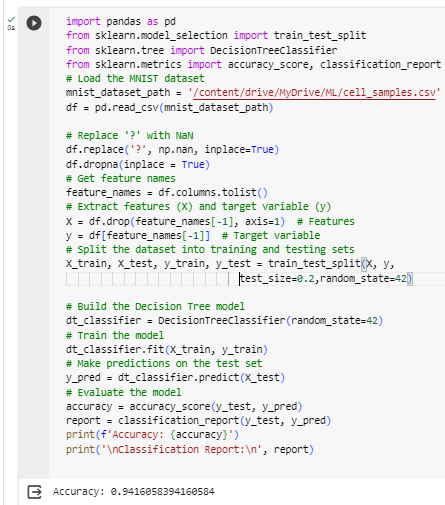 import pandas as pd
from sklearn.model_selection import train_test_split
from sklearn.tree import DecisionTreeClassifier
from sklearn.metrics import accuracy_score, classification_report
# Load the MNIST dataset
mnist_dataset_path = '/content/drive/MyDrive/ML/cell_samples.csv'
df = pd.read_csv(mnist_dataset_path)
# Replace '?' with NaN
df.replace('?', np.nan, inplace=True)
df.dropna(inplace = True)
# Get feature names
feature_names = df.columns.tolist()
# Extract features (X) and target variable (y)
X = df.drop(feature_names[-1], axis=1)  # Features
y = df[feature_names[-1]]  # Target variable
# Split the dataset into training and testing sets
X_train, X_test, y_train, y_test = train_test_split(X, y,
test_size=0.2,random_state=42)
# Build the Decision Tree model
dt_classifier = DecisionTreeClassifier(random_state=42)
# Train the model
dt_classifier.fit(X_train, y_train)
# Make predictions on the test set
y_pred = dt_classifier.predict(X_test)
# Evaluate the model
accuracy = accuracy_score(y_test, y_pred)
report = classification_report(y_test, y_pred)
print(f'Accuracy: {accuracy}')
print('\nClassification Report:\n', report)
Accuracy: 0.9416058394160584